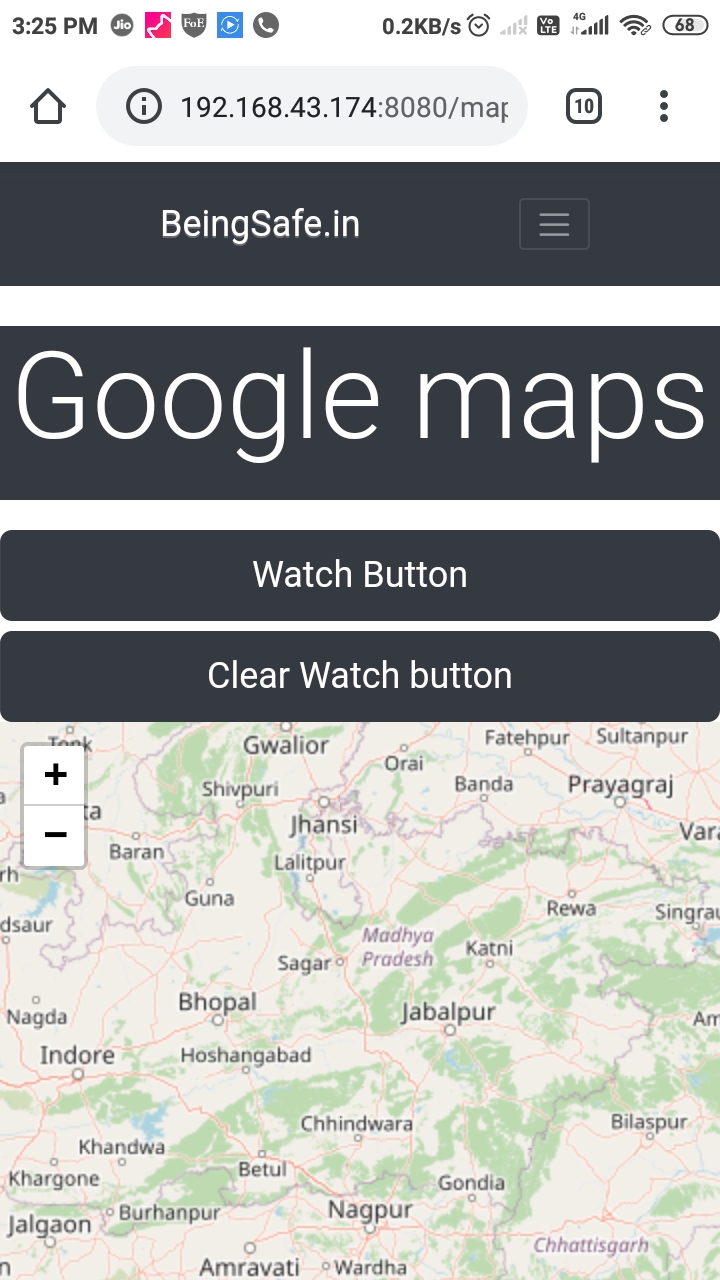 3:25 PM Jio FoE 0.2KB/s Vo LTE 4G 68
192.168.43.174:8080/map 10
BeingSafe.in
Google maps
Watch Button
Clear Watch button
+
−
Tonk Gwalior Fatehpur Sultanpur
Orai
Shivpuri Banda Prayagraj
ta Jhansi
Baran Lalitpur
rh Guna Rewa Singrau
dsaur Madhya
Pradesh Katni
Sagar
Nagda Bhopal Jabalpur Am
Indore Hoshangabad
Chhindwara Bilaspur
Khandwa
Khargone Betul Gondia
Jalgaon Burhanpur Nagpur
Chhattisgarh
Amravati Wardha